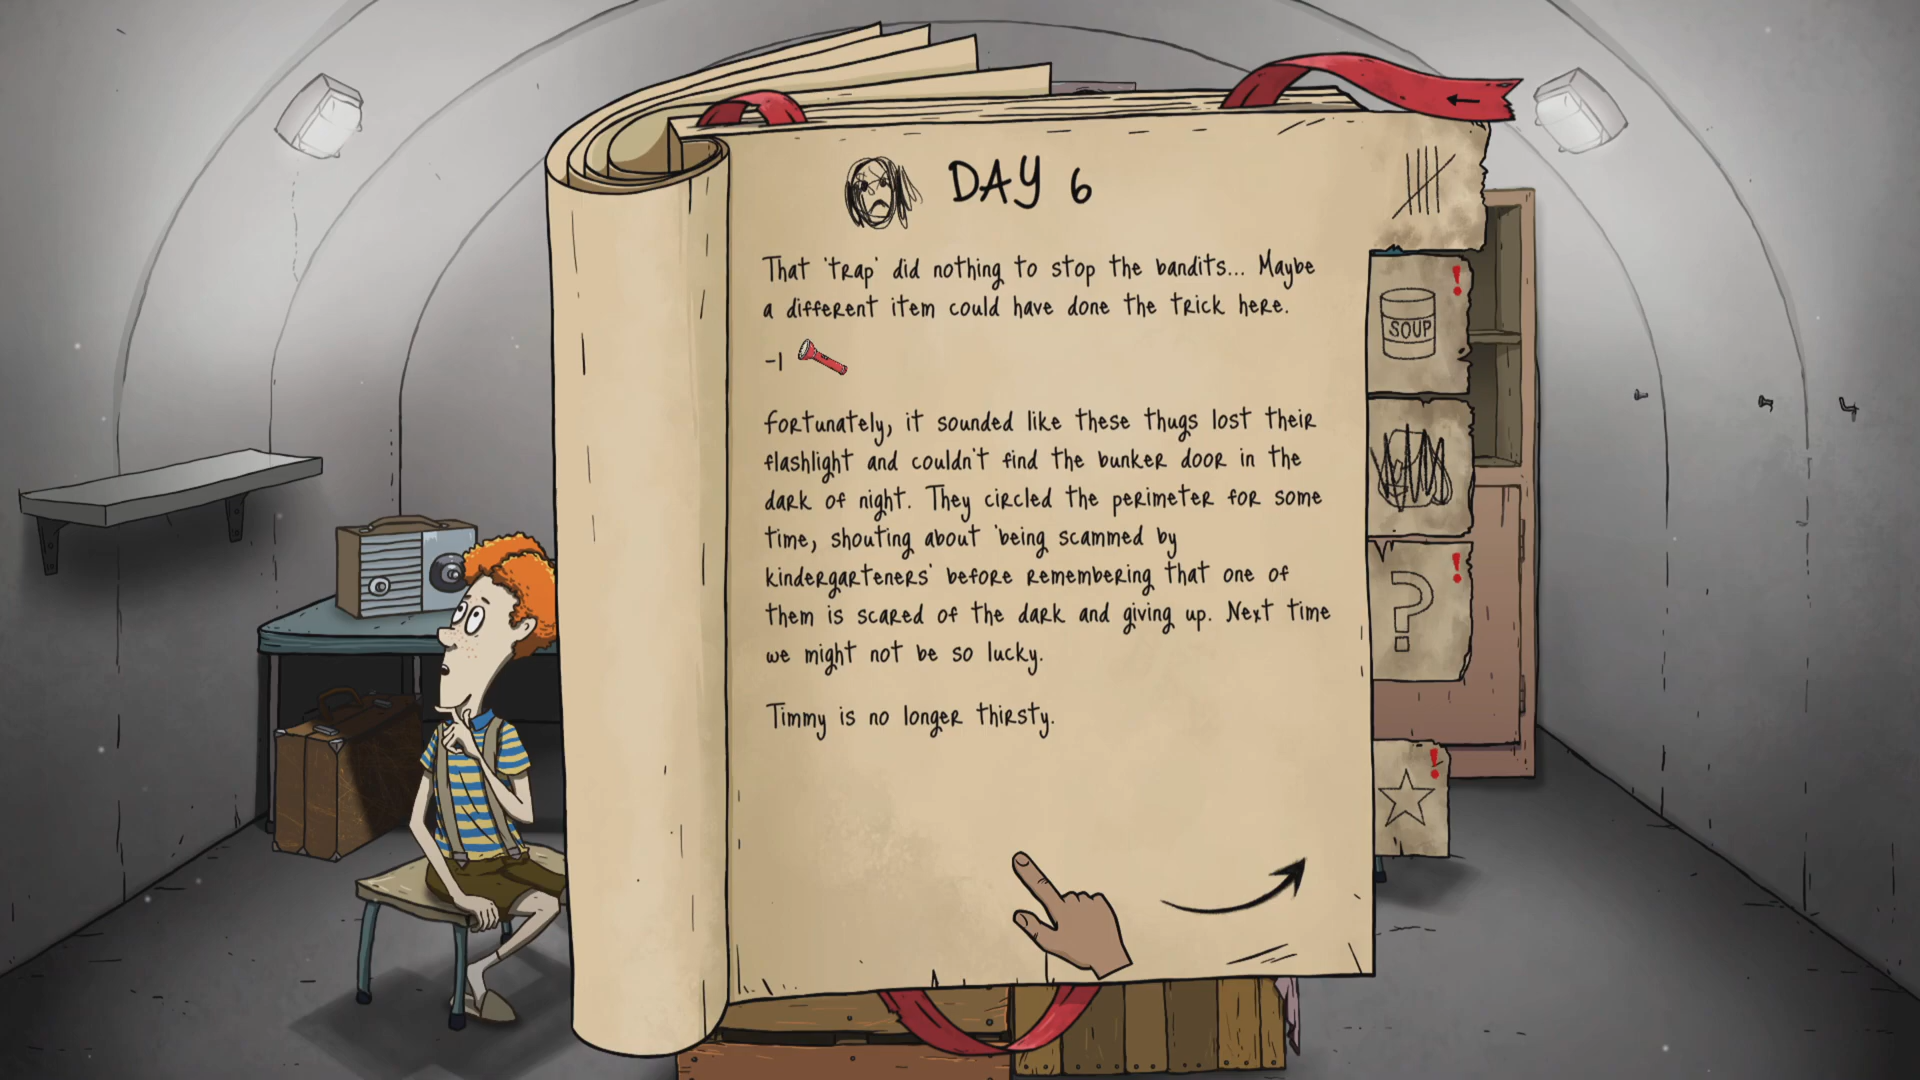 DAY 6
That 'trap' did nothing to stop the bandits... Maybe
a different item could have done the trick here.
-1
Fortunately, it sounded like these thugs lost their
flashlight and couldn't find the bunker door in the
dark of night. They circled the perimeter for some
time, shouting about 'being scammed by
kindergarteners' before remembering that one of
them is scared of the dark and giving up. Next time
we might not be so lucky.
Timmy is no longer thirsty.
!
SOUP
!
?
!